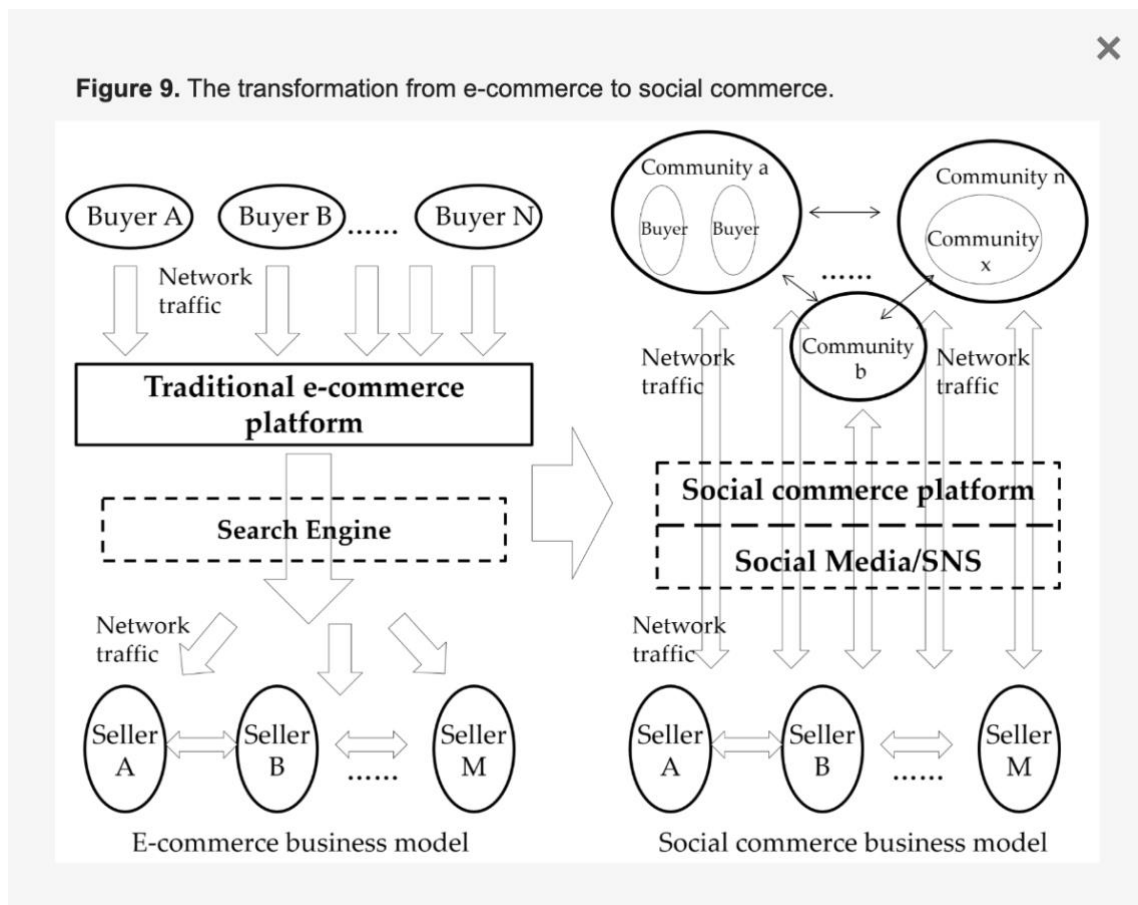 Figure 9. The transformation from e-commerce to social commerce.
Buyer A
Buyer B
......
Buyer N
Network
traffic
Traditional e-commerce
platform
Search Engine
Network
traffic
Seller
A
Seller
B
......
Seller
M
E-commerce business model
Community a
Buyer
Buyer
Community n
Community
x
......
Community
b
Network
traffic
Network
traffic
Social commerce platform
Social Media/SNS
Network
traffic
Seller
A
Seller
B
......
Seller
M
Social commerce business model